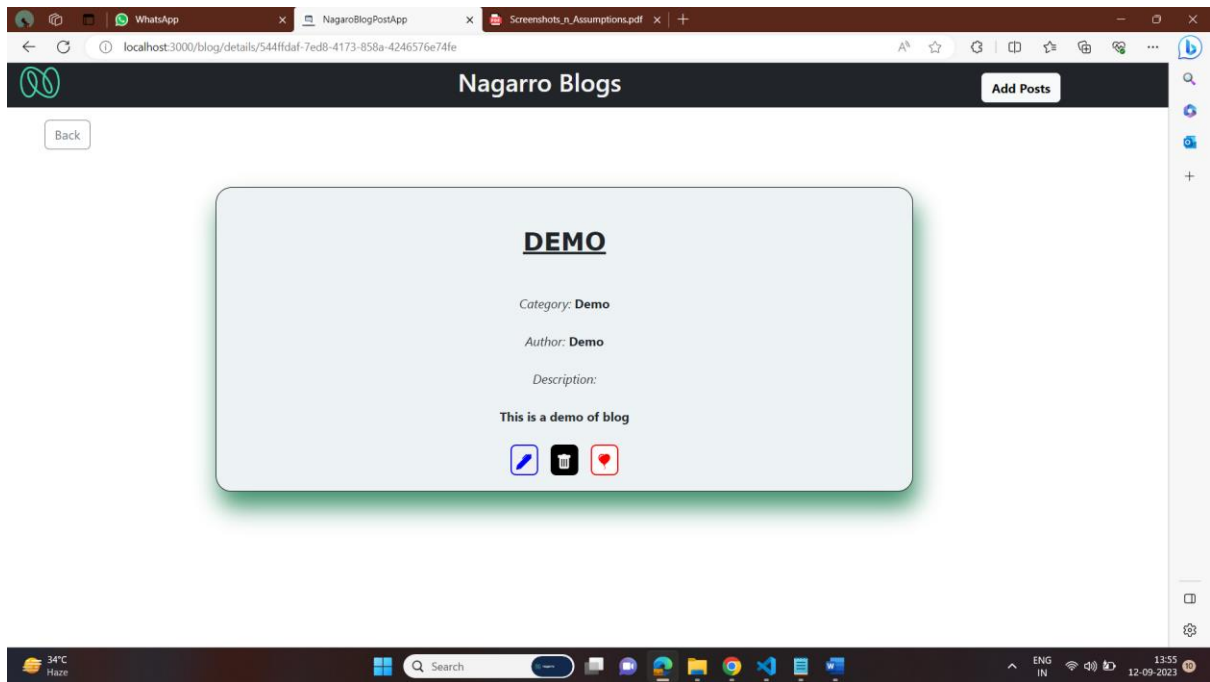 WhatsApp
NagaroBlogPostApp
Screenshots_n_Assumptions.pdf
localhost:3000/blog/details/544ffdaf-7ed8-4173-858a-4246576e74fe
Nagarro Blogs
Add Posts
Back
DEMO
Category: Demo
Author: Demo
Description:
This is a demo of blog
34°C
Haze
Search
ENG
IN
13:55
12-09-2023
10